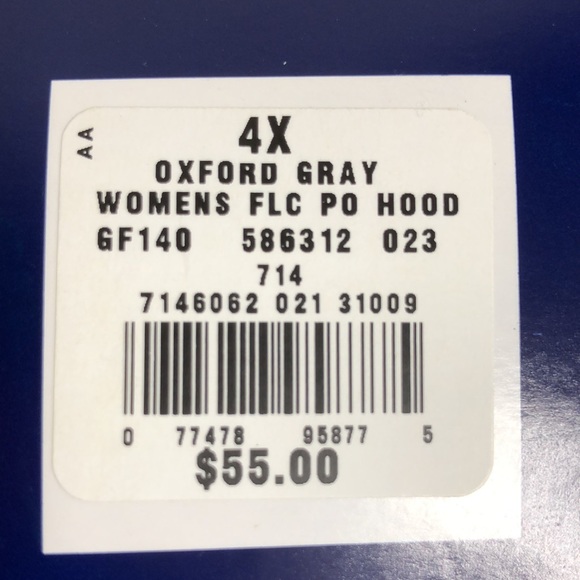 AA
4X
OXFORD GRAY
WOMENS FLC PO HOOD
GF140 586312 023
714
7146062 021 31009
0 77478 95877 5
$55.00